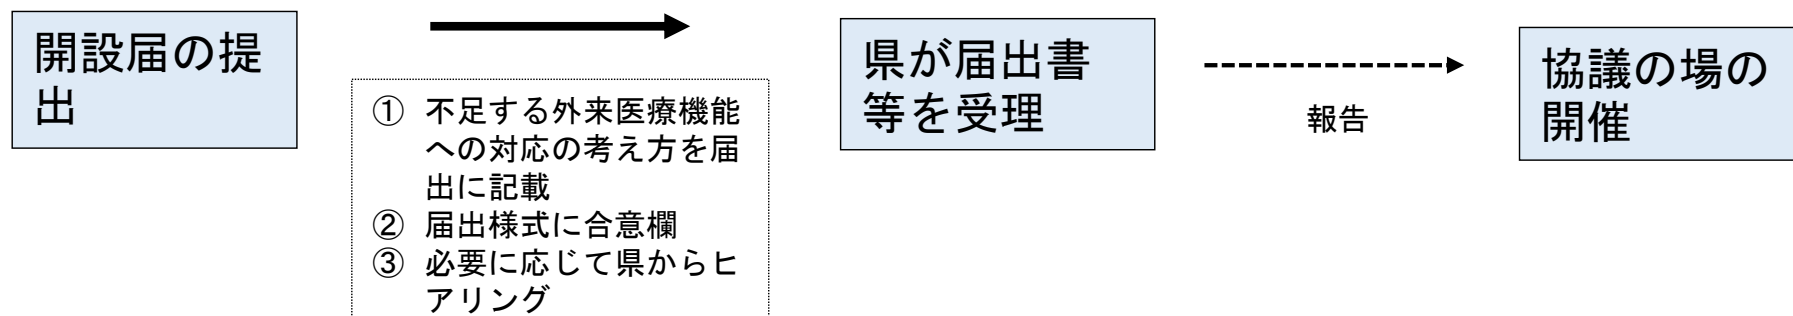 開設届の提
出
① 不足する外来医療機能
への対応の考え方を届
出に記載
② 届出様式に合意欄
③ 必要に応じて県からヒ
アリング
県が届出書
等を受理
報告
協議の場の
開催